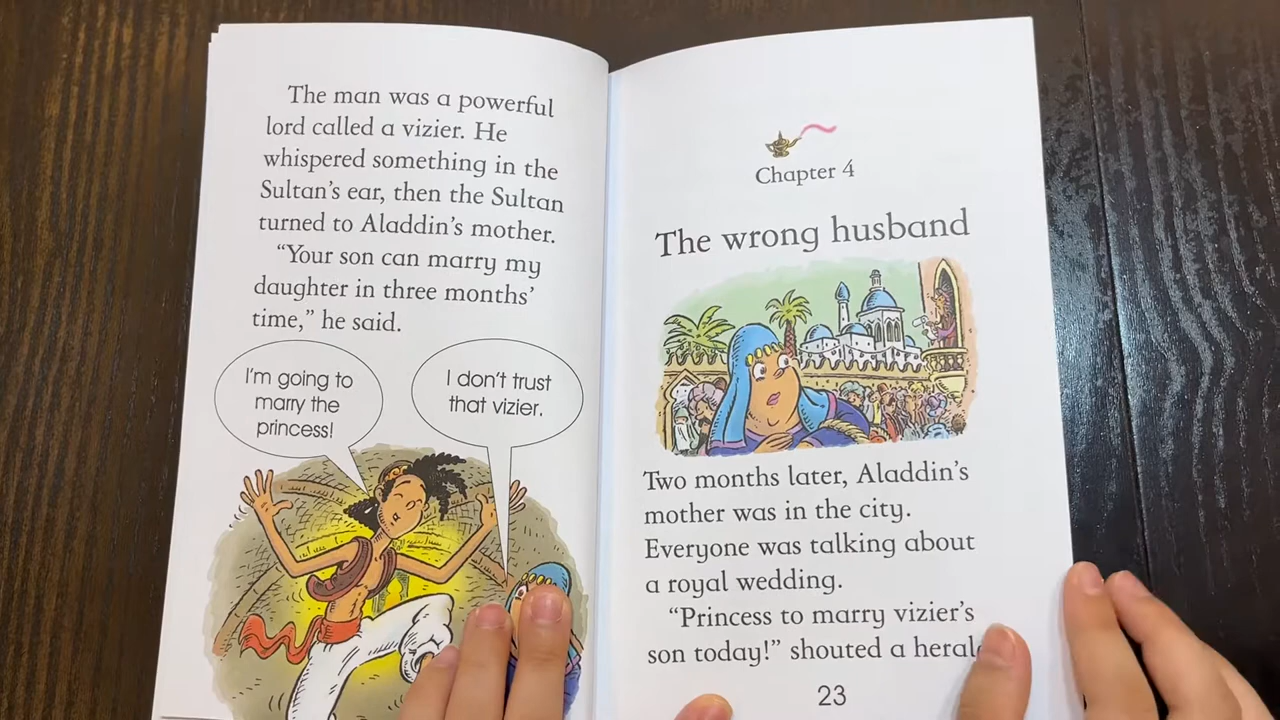 The man was a powerful
lord called a vizier. He
whispered something in the
Sultan's ear, then the Sultan
turned to Aladdin's mother.
“Your son can marry my
daughter in three months'
time,” he said.
I'm going to
marry the
princess!
I don't trust
that vizier.
Chapter 4
The wrong husband
Two months later, Aladdin's
mother was in the city.
Everyone was talking about
a royal wedding.
“Princess to marry vizier's
son today!” shouted a heral
23